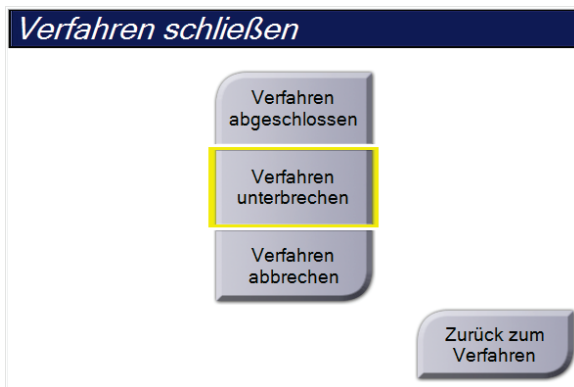 Verfahren schließen
Verfahren
abgeschlossen
Verfahren
unterbrechen
Verfahren
abbrechen
Zurück zum
Verfahren